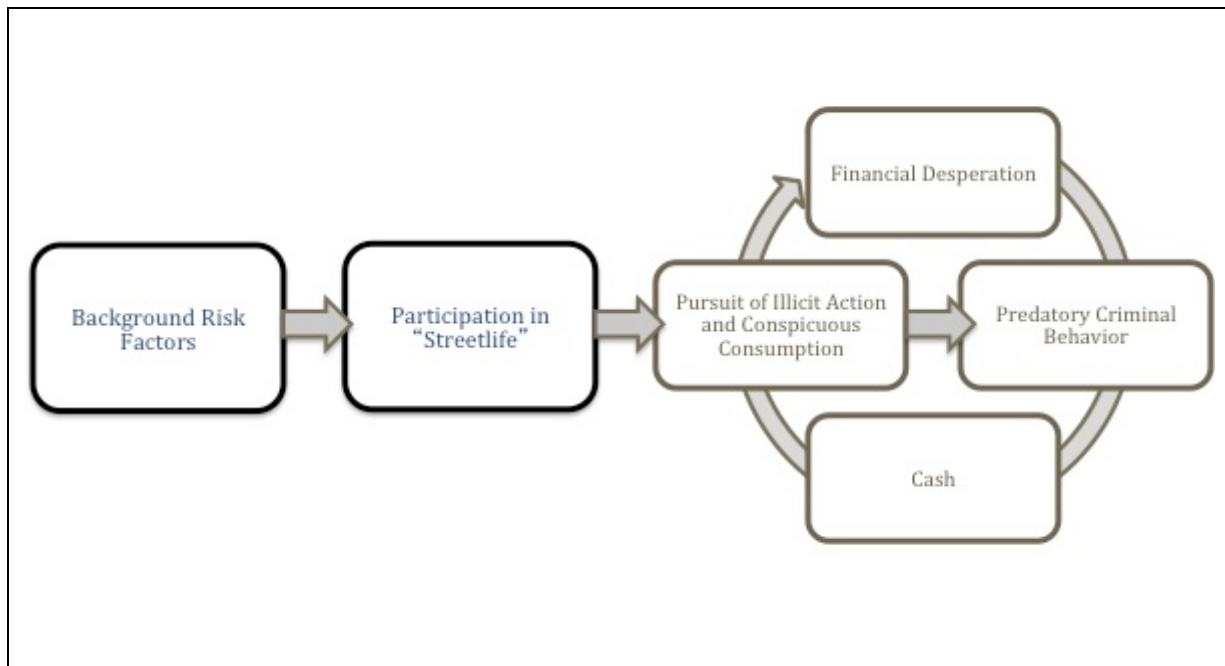 Background Risk
Factors
Participation in
“Streetlife”
Pursuit of Illicit Action
and Conspicuous
Consumption
Financial Desperation
Predatory Criminal
Behavior
Cash